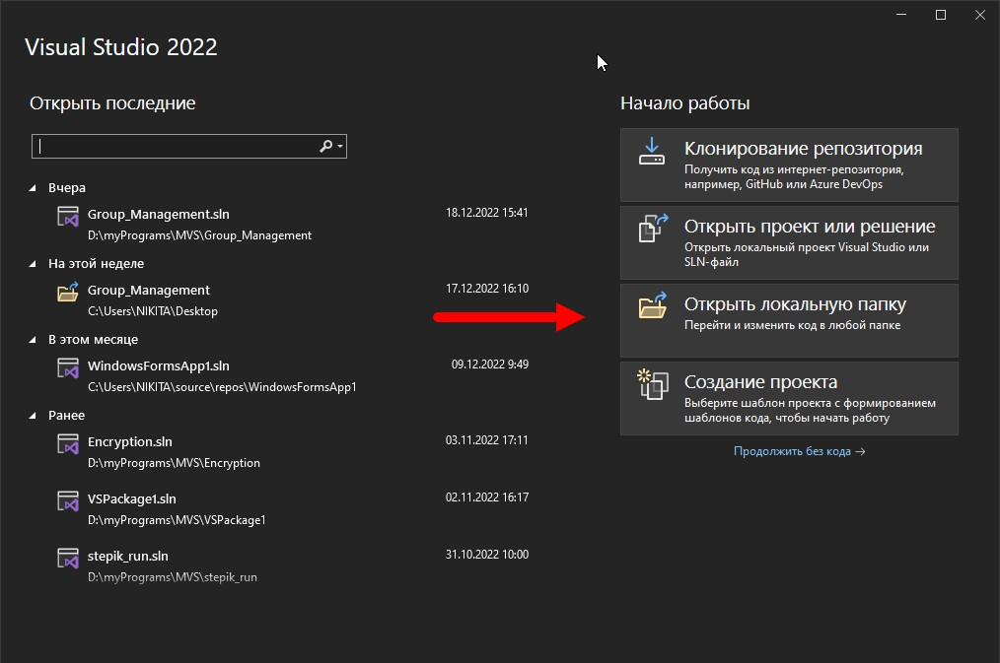 Visual Studio 2022
Открыть последние
Вчера
Group_Management.sln
18.12.2022 15:41
D:\myPrograms\MVS\Group_Management
На этой неделе
Group_Management
17.12.2022 16:10
C:\Users\NIKITA\Desktop
В этом месяце
WindowsFormsApp1.sln
09.12.2022 9:49
C:\Users\NIKITA\source\repos\WindowsFormsApp1
Ранее
Encryption.sln
03.11.2022 17:11
D:\myPrograms\MVS\Encryption
VSPackage1.sln
02.11.2022 16:17
D:\myPrograms\MVS\VSPackage1
stepik_run.sln
31.10.2022 10:00
D:\myPrograms\MVS\stepik_run
Начало работы
Клонирование репозитория
Получить код из интернет-репозитория,
например, GitHub или Azure DevOps
Открыть проект или решение
Открыть локальный проект Visual Studio или
SLN-файл
Открыть локальную папку
Перейти и изменить код в любой папке
Создание проекта
Выберите шаблон проекта с формированием
шаблонов кода, чтобы начать работу
Продолжить без кода →